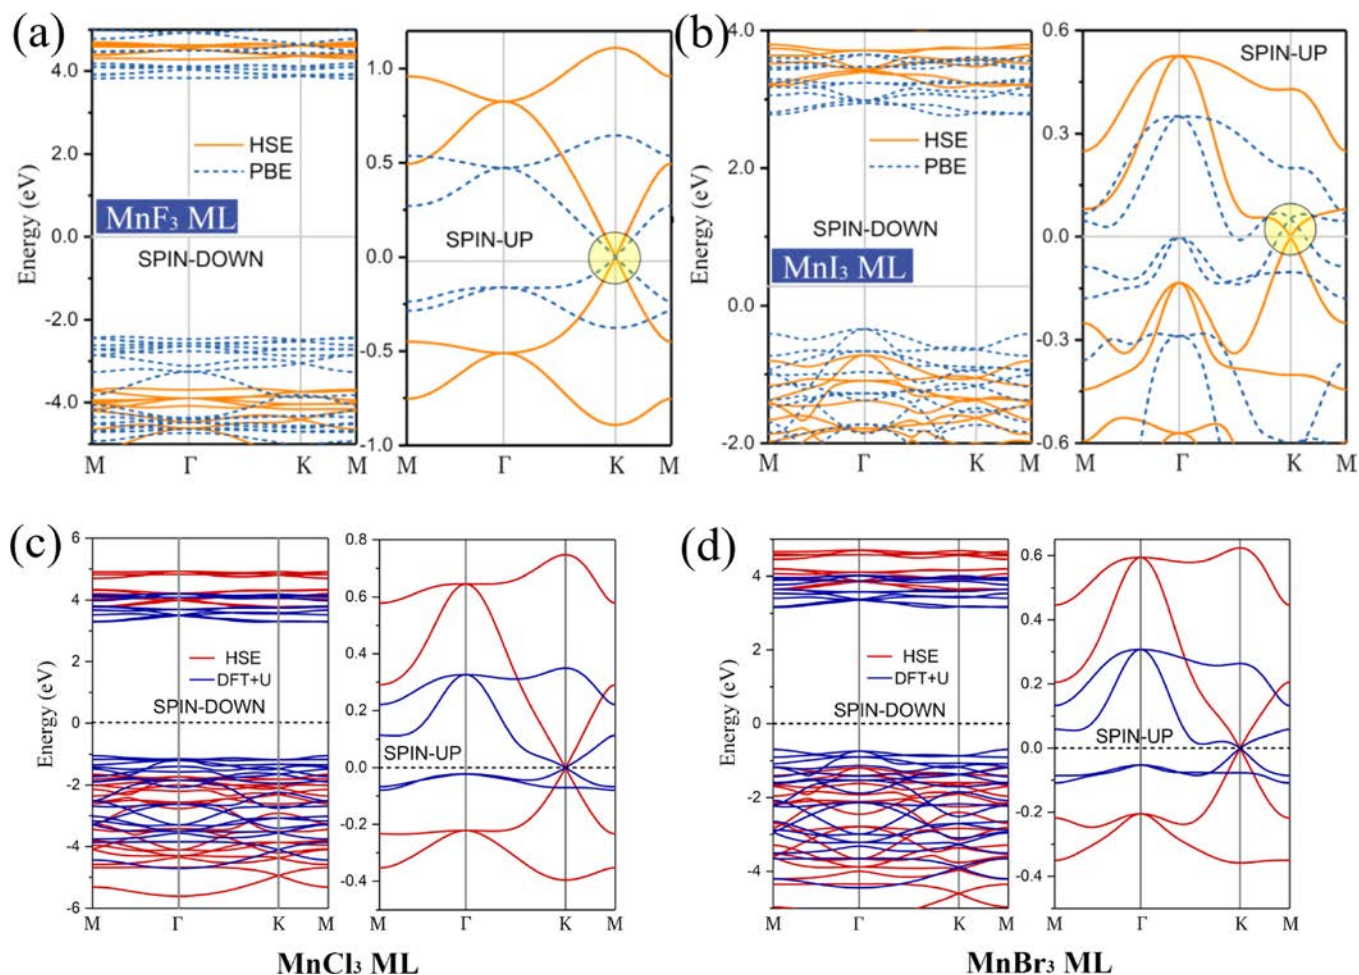 (a)
4.0
2.0
0.0
-2.0
-4.0
Energy (eV)
HSE
PBE
MnF₃ ML
SPIN-DOWN
M Γ K M
1.0
0.5
0.0
-0.5
-1.0
SPIN-UP
M Γ K M
(b)
4.0
2.0
0.0
-2.0
Energy (eV)
HSE
PBE
SPIN-DOWN
MnI₃ ML
M Γ K M
0.6
0.3
0.0
-0.3
-0.6
SPIN-UP
M Γ K M
(c)
6
4
2
0
-2
-4
-6
Energy (eV)
HSE
DFT+U
SPIN-DOWN
M Γ K M
0.8
0.6
0.4
0.2
0.0
-0.2
-0.4
SPIN-UP
M Γ K M
MnCl₃ ML
(d)
4
2
0
-2
-4
Energy (eV)
HSE
DFT+U
SPIN-DOWN
M Γ K M
0.6
0.4
0.2
0.0
-0.2
-0.4
SPIN-UP
M Γ K M
MnBr₃ ML